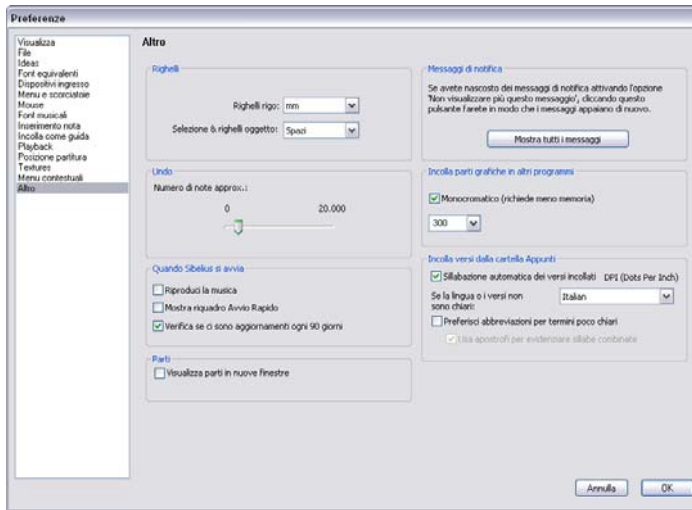 Preferenze
Visualizza
File
Ideas
Font equivalenti
Dispositivi ingresso
Menu e scorciatoie
Mouse
Font musicali
Inserimento nota
Incolla come guida
Playback
Posizione partitura
Textures
Menu contestuali
Altro
Altro
Righelli
Righelli rigo: mm
Selezione & righelli oggetto: Spazi
Undo
Numero di note approx.:
0 20.000
Quando Sibelius si avvia
Riproduci la musica
Mostra riquadro Avvio Rapido
Verifica se ci sono aggiornamenti ogni 90 giorni
Parti
Visualizza parti in nuove finestre
Messaggi di notifica
Se avete nascosto dei messaggi di notifica attivando l'opzione
'Non visualizzare più questo messaggio', cliccando questo
pulsante farete in modo che i messaggi appaiano di nuovo.
Mostra tutti i messaggi
Incolla parti grafiche in altri programmi
Monocromatico (richiede meno memoria)
300
Incolla versi dalla cartella Appunti
Sillabazione automatica dei versi incollati DPI (Dots Per Inch)
Se la lingua o i versi non
sono chiari: Italian
Preferisci abbreviazioni per termini poco chiari
Usa apostrofi per evidenziare sillabe combinate
Annulla OK